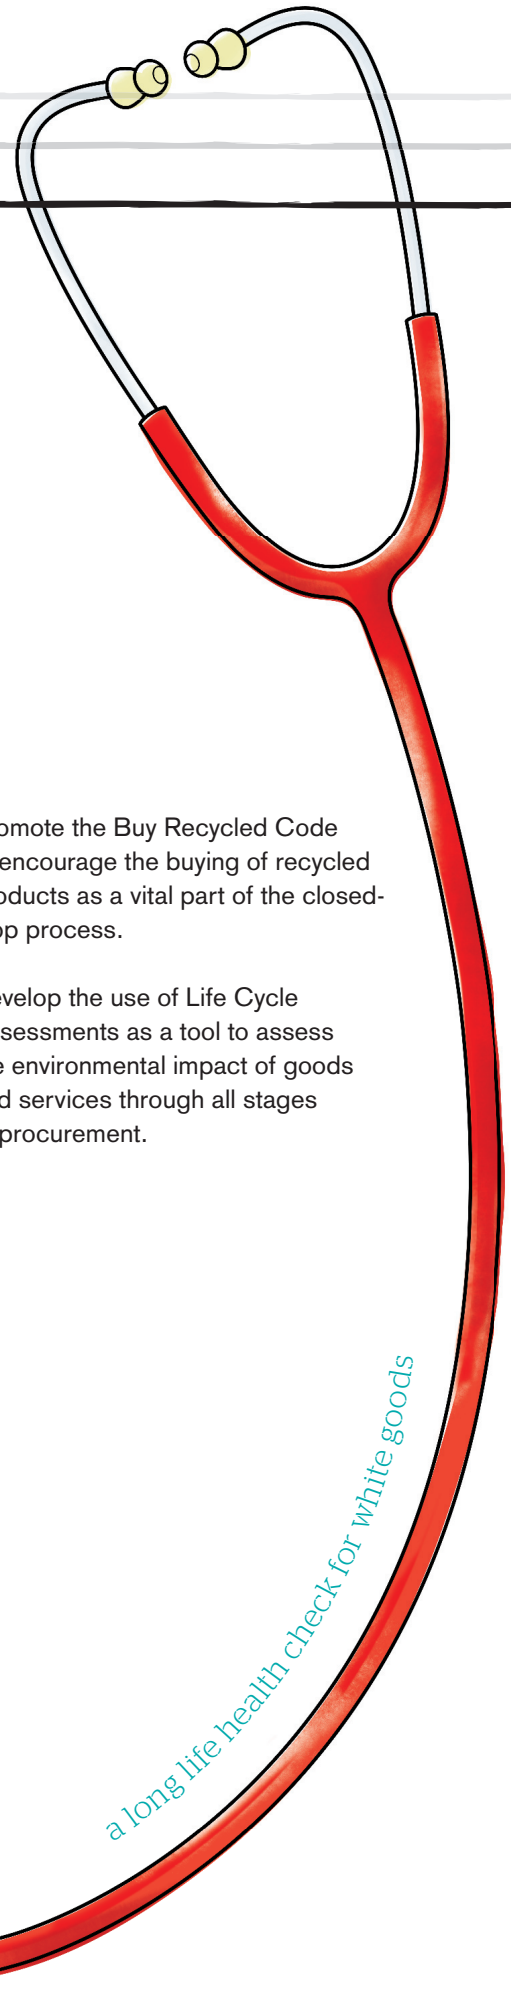 omote the Buy Recycled Code
encourage the buying of recycled
oducts as a vital part of the closed-
op process.
evelop the use of Life Cycle
sessments as a tool to assess
e environmental impact of goods
d services through all stages
procurement.
a long life health check for white goods